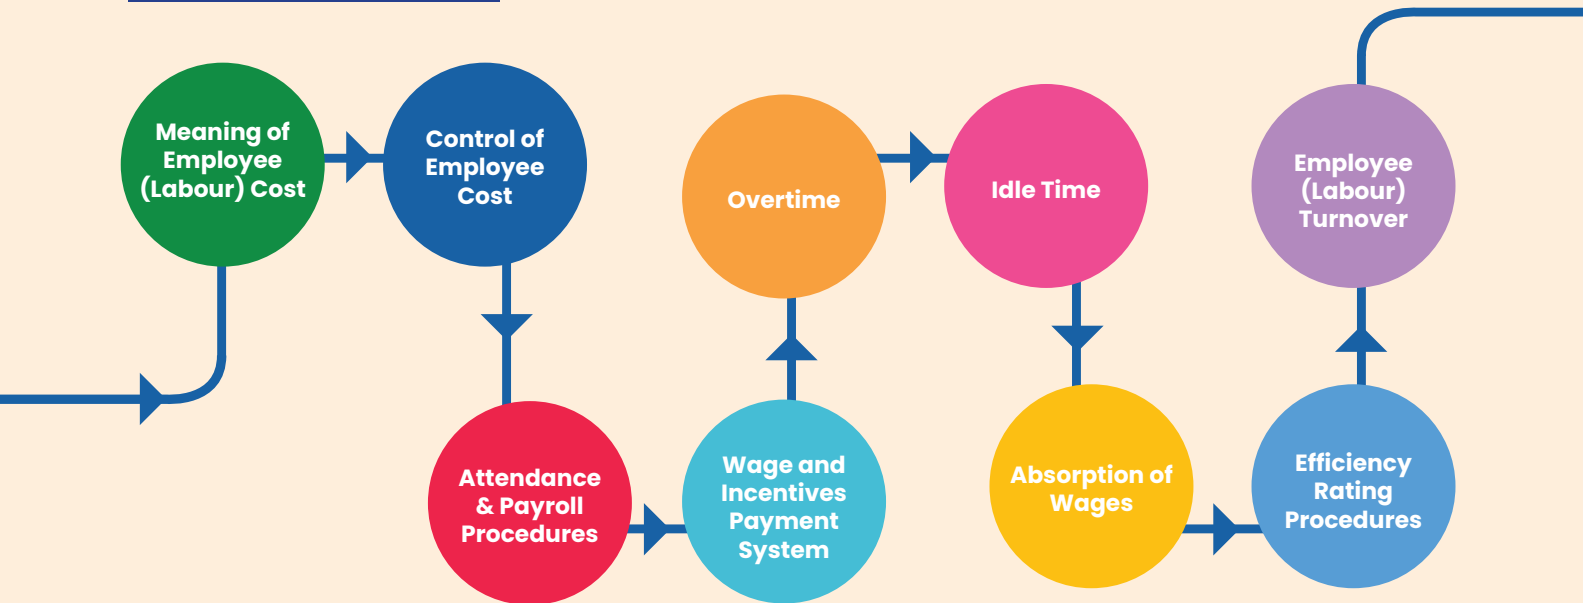 Meaning of
Employee
(Labour) Cost
Control of
Employee
Cost
Attendance
& Payroll
Procedures
Wage and
Incentives
Payment
System
Overtime
Idle Time
Absorption of
Wages
Efficiency
Rating
Procedures
Employee
(Labour)
Turnover